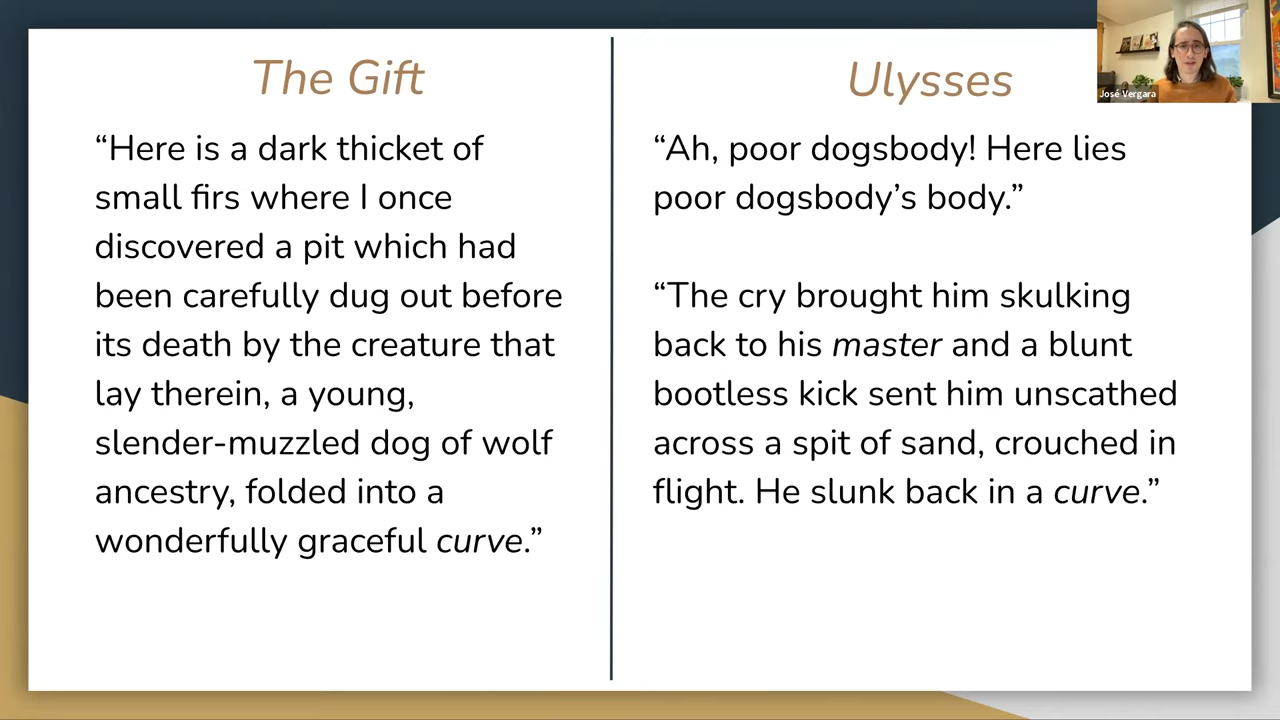 The Gift
“Here is a dark thicket of
small firs where I once
discovered a pit which had
been carefully dug out before
its death by the creature that
lay therein, a young,
slender-muzzled dog of wolf
ancestry, folded into a
wonderfully graceful curve.”
Ulysses
“Ah, poor dogsbody! Here lies
poor dogsbody’s body.”
“The cry brought him skulking
back to his master and a blunt
bootless kick sent him unscathed
across a spit of sand, crouched in
flight. He slunk back in a curve.”
José Vergara